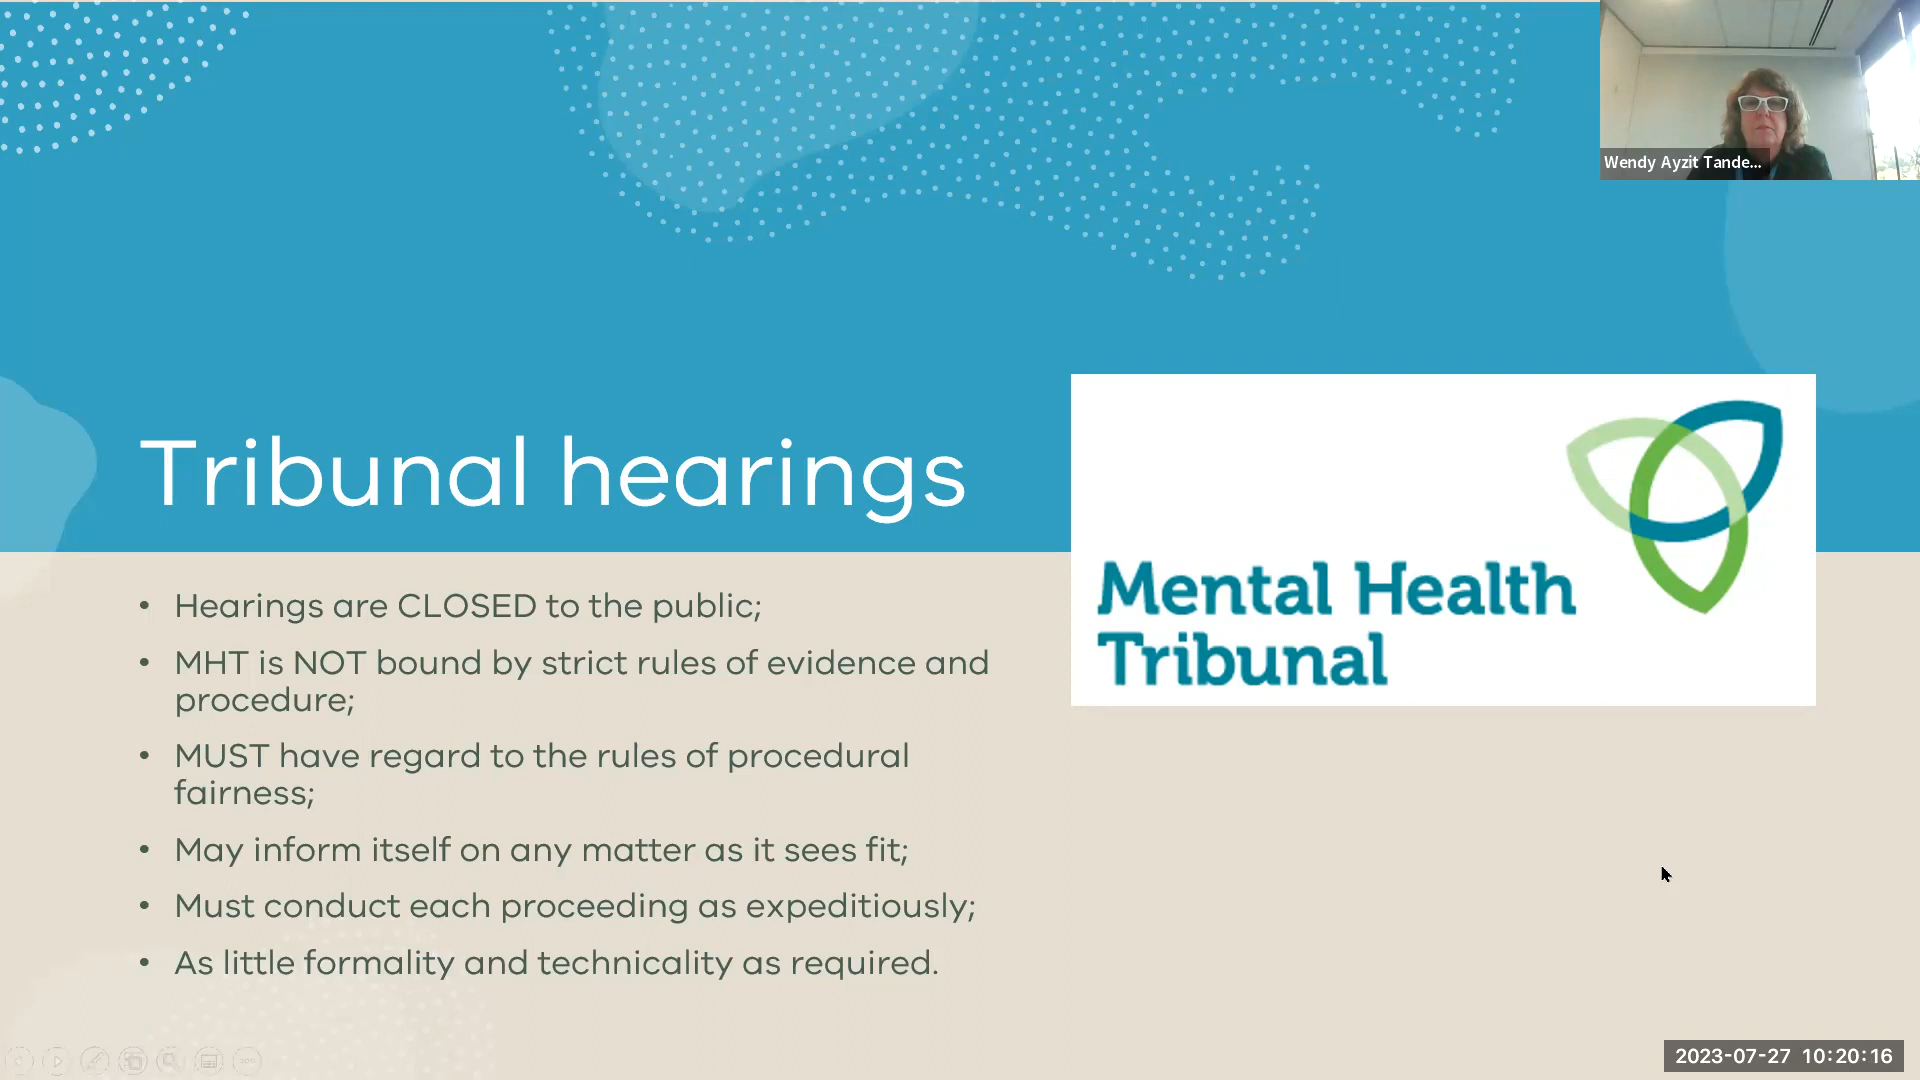 Wendy Ayzit Tande...
Tribunal hearings
Mental Health
Tribunal
• Hearings are CLOSED to the public;
• MHT is NOT bound by strict rules of evidence and
procedure;
• MUST have regard to the rules of procedural
fairness;
• May inform itself on any matter as it sees fit;
• Must conduct each proceeding as expeditiously;
• As little formality and technicality as required.
2023-07-27 10:20:16